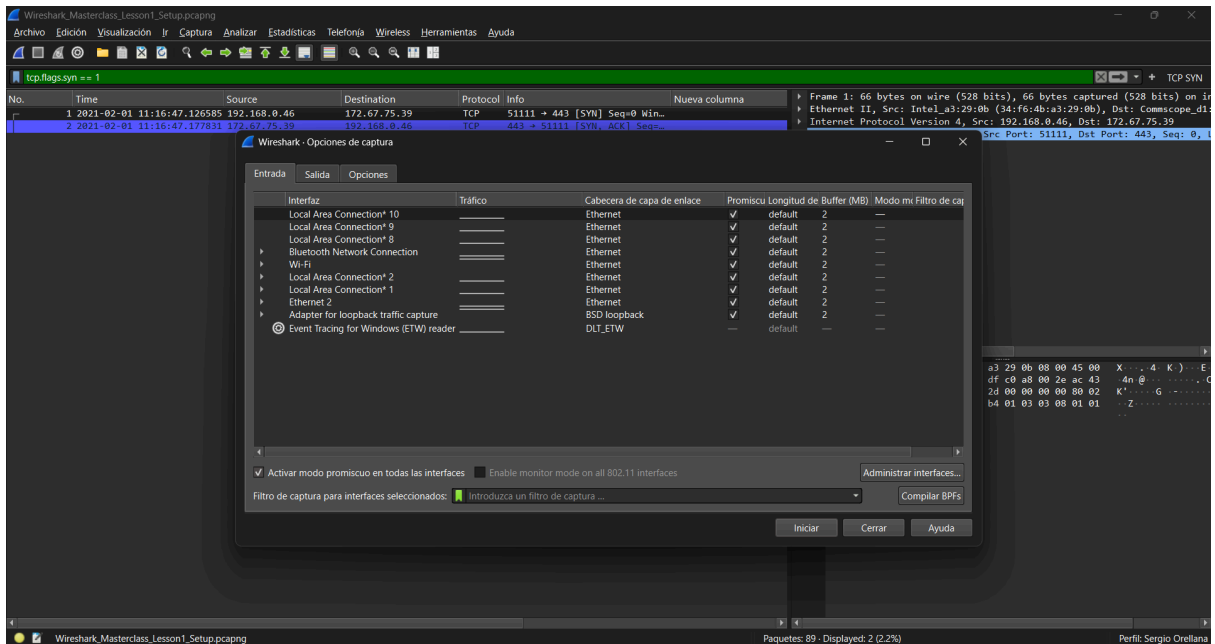 Wireshark_Masterclass_Lesson1_Setup.pcapng
Archivo Edición Visualización Ir Captura Analizar Estadísticas Telefonía Wireless Herramientas Ayuda
tcp.flags.syn == 1
TCP SYN
No. Time Source Destination Protocol Info Nueva columna
1 2021-02-01 11:16:47.126585 192.168.0.46 172.67.75.39 TCP 51111 → 443 [SYN] Seq=0 Win…
2 2021-02-01 11:16:47.177831 172.67.75.39 192.168.0.46 TCP 443 → 51111 [SYN, ACK] Seq=…
Frame 1: 66 bytes on wire (528 bits), 66 bytes captured (528 bits) on in
Ethernet II, Src: Intel_a3:29:0b (34:f6:4b:a3:29:0b), Dst: Commscope_d1:
Internet Protocol Version 4, Src: 192.168.0.46, Dst: 172.67.75.39
Src Port: 51111, Dst Port: 443, Seq: 0, L
Wireshark · Opciones de captura
Entrada Salida Opciones
Interfaz Tráfico Cabecera de capa de enlace Promiscu Longitud de Buffer (MB) Modo mo Filtro de cap
Local Area Connection* 10 Ethernet ✓ default 2 —
Local Area Connection* 9 Ethernet ✓ default 2 —
Local Area Connection* 8 Ethernet ✓ default 2 —
Bluetooth Network Connection Ethernet ✓ default 2 —
Wi-Fi Ethernet ✓ default 2 —
Local Area Connection* 2 Ethernet ✓ default 2 —
Local Area Connection* 1 Ethernet ✓ default 2 —
Ethernet 2 Ethernet ✓ default 2 —
Adapter for loopback traffic capture BSD loopback ✓ default 2 —
Event Tracing for Windows (ETW) reader DLT_ETW — default — —
a3 29 0b 08 00 45 00 X · · . · 4 · K · ) · · · E ·
df c0 a8 00 2e ac 43 · 4n · @ · · · · · · · . · C
2d 00 00 00 00 80 02 K ' · · · · · G · - · · · · ·
b4 01 03 03 08 01 01 · · Z · · · · · · · · · · ·
Activar modo promiscuo en todas las interfaces Enable monitor mode on all 802.11 interfaces
Administrar interfaces...
Filtro de captura para interfaces seleccionados: Introduzca un filtro de captura ...
Compilar BPFs
Iniciar Cerrar Ayuda
Wireshark_Masterclass_Lesson1_Setup.pcapng
Paquetes: 89 · Displayed: 2 (2.2%)
Perfil: Sergio Orellana